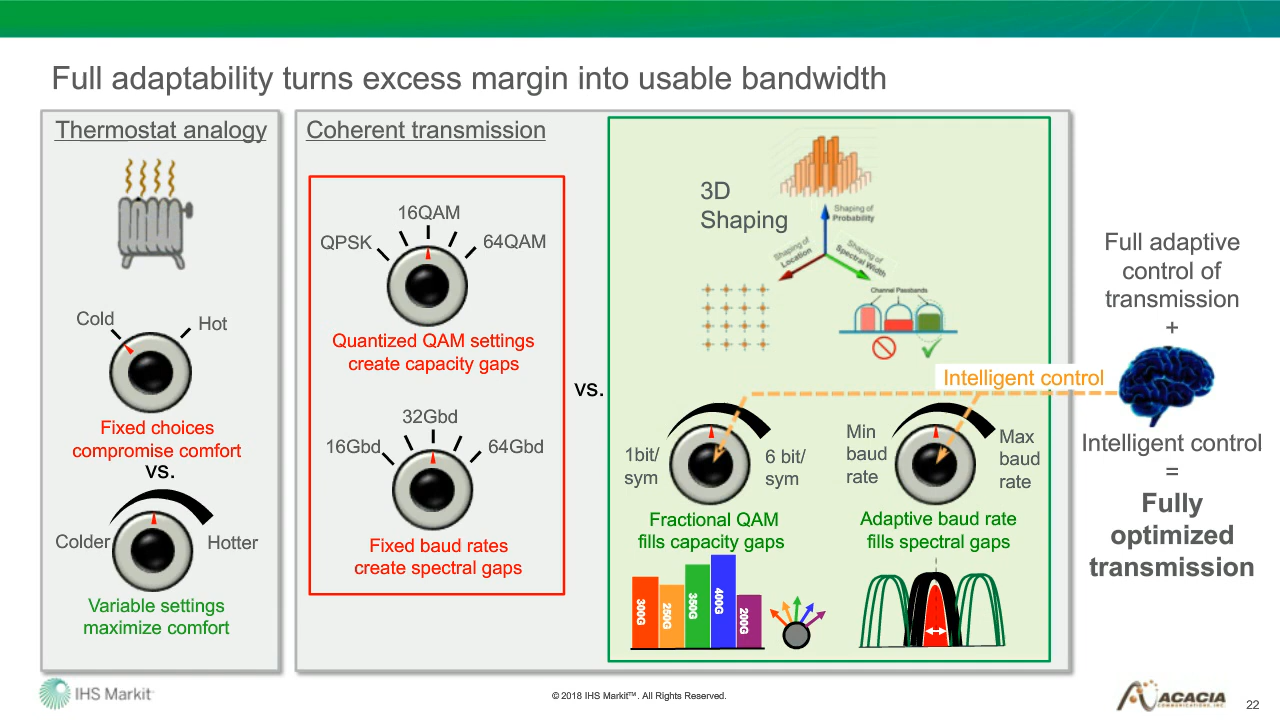 Full adaptability turns excess margin into usable bandwidth
Thermostat analogy
Cold
Hot
Fixed choices
compromise comfort
vs.
Colder
Hotter
Variable settings
maximize comfort
Coherent transmission
QPSK
16QAM
64QAM
Quantized QAM settings
create capacity gaps
16Gbd
32Gbd
64Gbd
Fixed baud rates
create spectral gaps
vs.
3D
Shaping
Shaping of
Probability
Shaping of
Location
Shaping of
Spectral Width
Channel Passbands
Intelligent control
1bit/
sym
6 bit/
sym
Fractional QAM
fills capacity gaps
300G
250G
350G
400G
200G
Min
baud
rate
Max
baud
rate
Adaptive baud rate
fills spectral gaps
Full adaptive
control of
transmission
+
Intelligent control
=
Fully
optimized
transmission
IHS Markit™
© 2018 IHS Markit™. All Rights Reserved.
ACACIA
COMMUNICATIONS, INC.
22